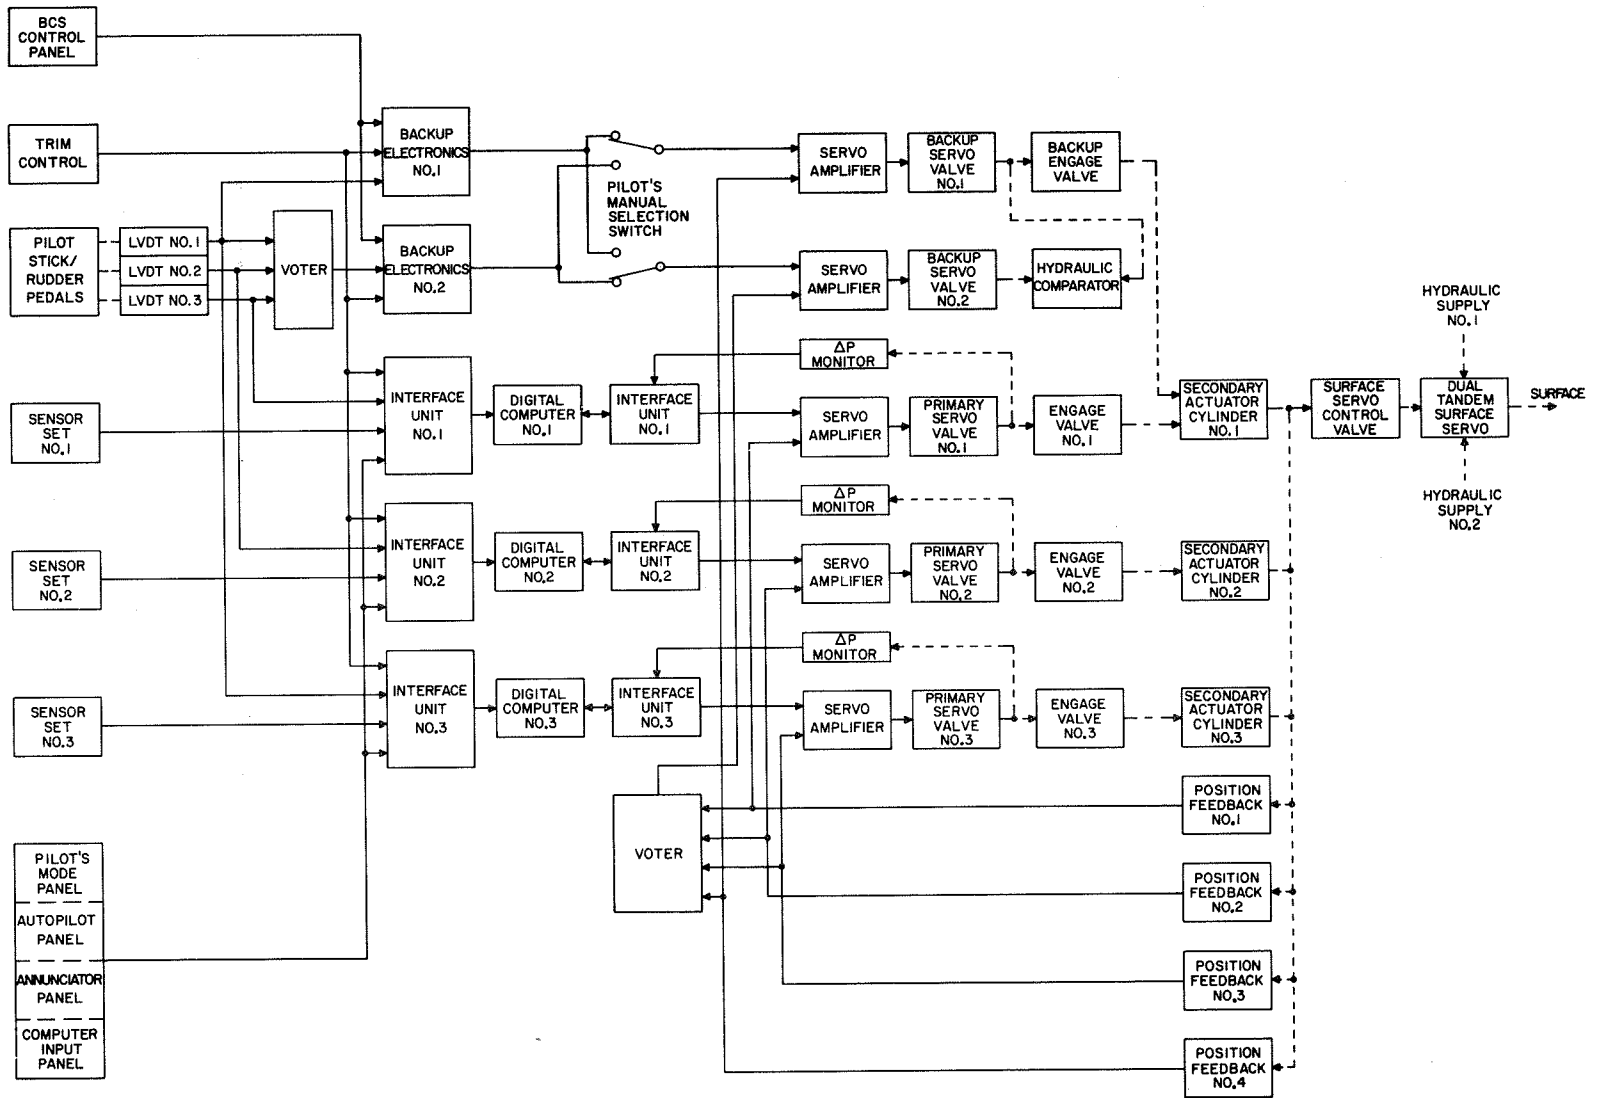 BCS
CONTROL
PANEL
TRIM
CONTROL
PILOT
STICK/
RUDDER
PEDALS
LVDT NO.1
LVDT NO.2
LVDT NO.3
VOTER
BACKUP
ELECTRONICS
NO.1
BACKUP
ELECTRONICS
NO.2
PILOT'S
MANUAL
SELECTION
SWITCH
SERVO
AMPLIFIER
BACKUP
SERVO
VALVE
NO.1
BACKUP
ENGAGE
VALVE
SERVO
AMPLIFIER
BACKUP
SERVO
VALVE
NO.2
HYDRAULIC
COMPARATOR
SENSOR
SET
NO.1
INTERFACE
UNIT
NO.1
DIGITAL
COMPUTER
NO.1
INTERFACE
UNIT
NO.1
ΔP
MONITOR
SERVO
AMPLIFIER
PRIMARY
SERVO
VALVE
NO.1
ENGAGE
VALVE
NO.1
SECONDARY
ACTUATOR
CYLINDER
NO.1
SURFACE
SERVO
CONTROL
VALVE
HYDRAULIC
SUPPLY
NO.1
DUAL
TANDEM
SURFACE
SERVO
SURFACE
HYDRAULIC
SUPPLY
NO.2
SENSOR
SET
NO.2
INTERFACE
UNIT
NO.2
DIGITAL
COMPUTER
NO.2
INTERFACE
UNIT
NO.2
ΔP
MONITOR
SERVO
AMPLIFIER
PRIMARY
SERVO
VALVE
NO.2
ENGAGE
VALVE
NO.2
SECONDARY
ACTUATOR
CYLINDER
NO.2
SENSOR
SET
NO.3
INTERFACE
UNIT
NO.3
DIGITAL
COMPUTER
NO.3
INTERFACE
UNIT
NO.3
ΔP
MONITOR
SERVO
AMPLIFIER
PRIMARY
SERVO
VALVE
NO.3
ENGAGE
VALVE
NO.3
SECONDARY
ACTUATOR
CYLINDER
NO.3
VOTER
POSITION
FEEDBACK
NO.1
POSITION
FEEDBACK
NO.2
POSITION
FEEDBACK
NO.3
POSITION
FEEDBACK
NO.4
PILOT'S
MODE
PANEL
AUTOPILOT
PANEL
ANNUNCIATOR
PANEL
COMPUTER
INPUT
PANEL